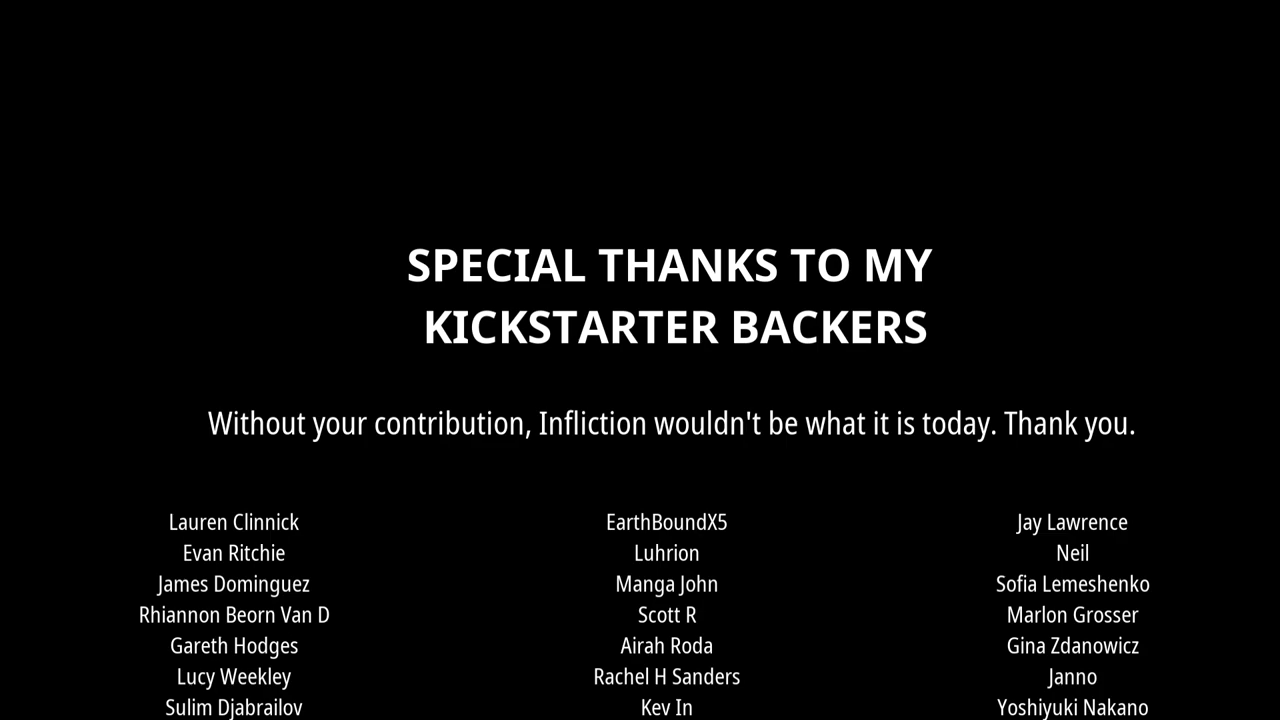 SPECIAL THANKS TO MY
KICKSTARTER BACKERS
Without your contribution, Infliction wouldn't be what it is today. Thank you.
Lauren Clinnick
Evan Ritchie
James Dominguez
Rhiannon Beorn Van D
Gareth Hodges
Lucy Weekley
Sulim Djabrailov
EarthBoundX5
Luhrion
Manga John
Scott R
Airah Roda
Rachel H Sanders
Kev In
Jay Lawrence
Neil
Sofia Lemeshenko
Marlon Grosser
Gina Zdanowicz
Janno
Yoshiyuki Nakano